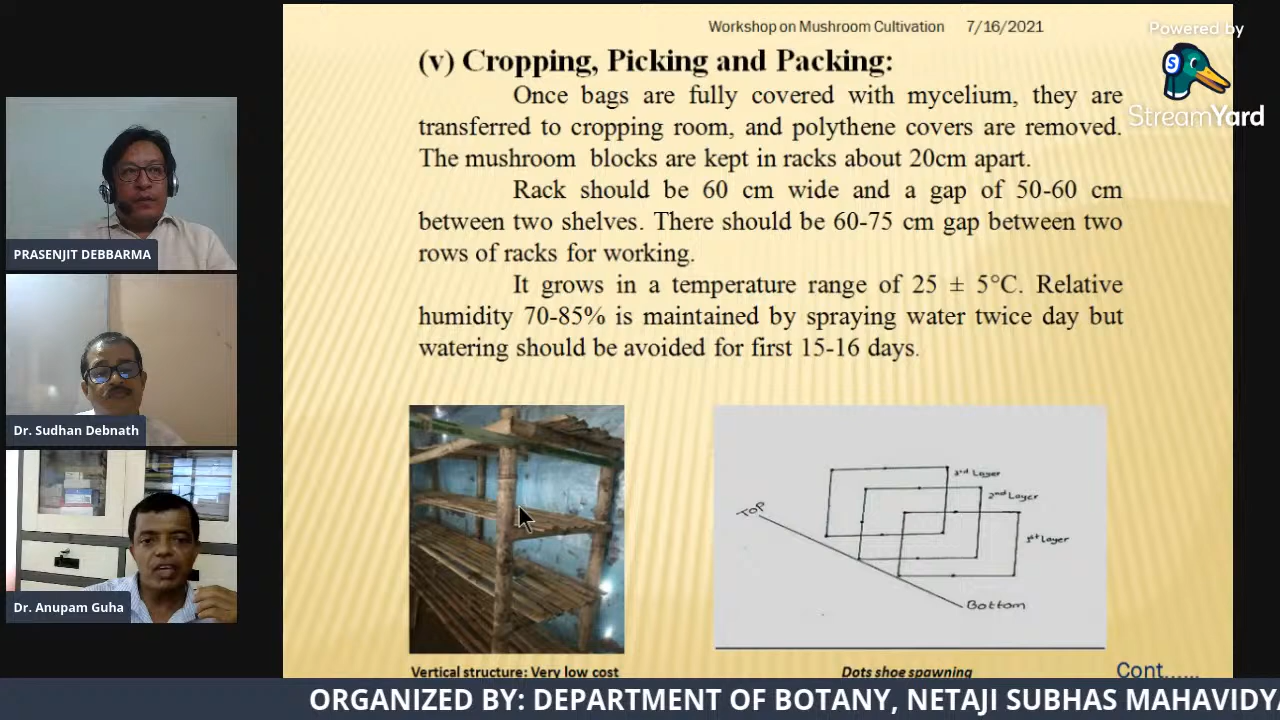 Workshop on Mushroom Cultivation 7/16/2021
Powered by
StreamYard
(v) Cropping, Picking and Packing:
Once bags are fully covered with mycelium, they are
transferred to cropping room, and polythene covers are removed.
The mushroom blocks are kept in racks about 20cm apart.
Rack should be 60 cm wide and a gap of 50-60 cm
between two shelves. There should be 60-75 cm gap between two
rows of racks for working.
It grows in a temperature range of 25 ± 5°C. Relative
humidity 70-85% is maintained by spraying water twice day but
watering should be avoided for first 15-16 days.
PRASENJIT DEBBARMA
Dr. Sudhan Debnath
Dr. Anupam Guha
3rd Layer
2nd Layer
1st Layer
TOP
Bottom
Vertical structure: Very low cost
Dots shoe spawning
Cont......
ORGANIZED BY: DEPARTMENT OF BOTANY, NETAJI SUBHAS MAHAVIDYA